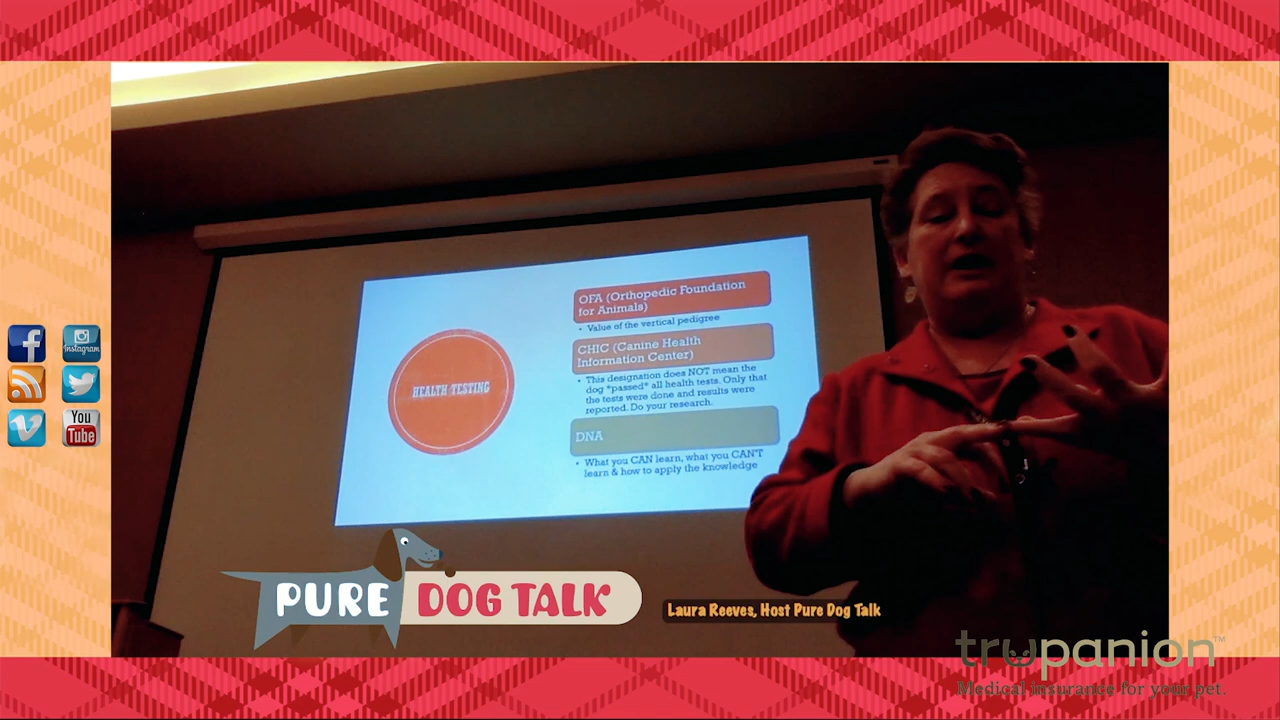 OFA (Orthopedic Foundation
for Animals)
• Value of the vertical pedigree
CHIC (Canine Health
Information Center)
• This designation does NOT mean the
dog *passed* all health tests. Only that
the tests were done and results were
reported. Do your research.
DNA
• What you CAN learn, what you CAN'T
learn & how to apply the knowledge
HEALTH TESTING
Instagram
You
Tube
PURE DOG TALK
Laura Reeves, Host Pure Dog Talk
trupanion™
Medical insurance for your pet.